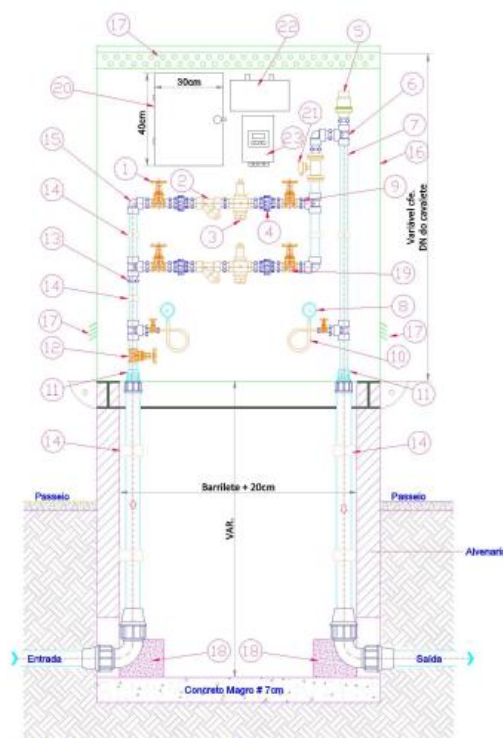 17
22
5
20
30cm
40cm
6
7
23
21
16
15
1
2
9
14
3
4
Variável cfe.
DN do cavalete
13
19
14
8
17
17
12
10
11
11
14
14
Barrilete + 20cm
Passeio
Passeio
VAR.
Alvenaria
Entrada
18
18
Saída
Concreto Magro # 7cm